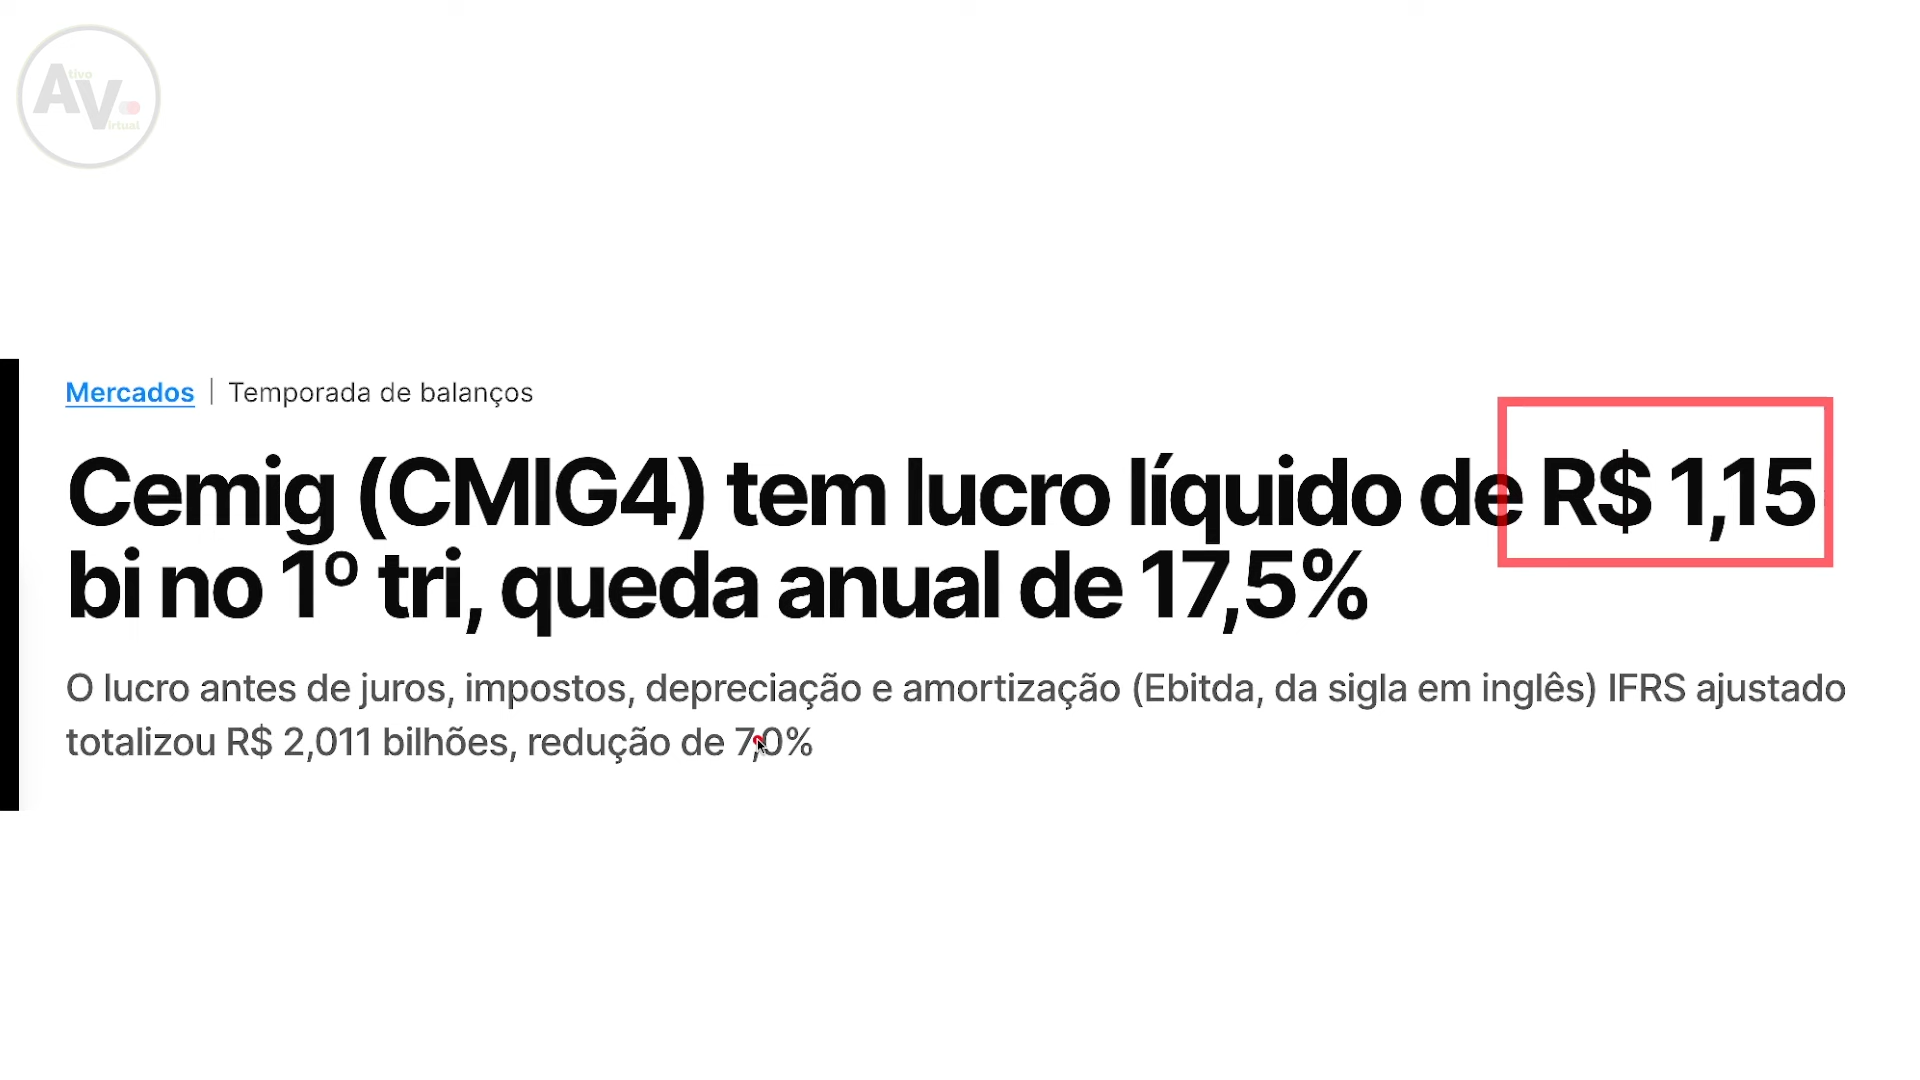 Ativo
Virtual
Mercados | Temporada de balanços
Cemig (CMIG4) tem lucro líquido de R$ 1,15
bi no 1º tri, queda anual de 17,5%
O lucro antes de juros, impostos, depreciação e amortização (Ebitda, da sigla em inglês) IFRS ajustado
totalizou R$ 2,011 bilhões, redução de 7,0%